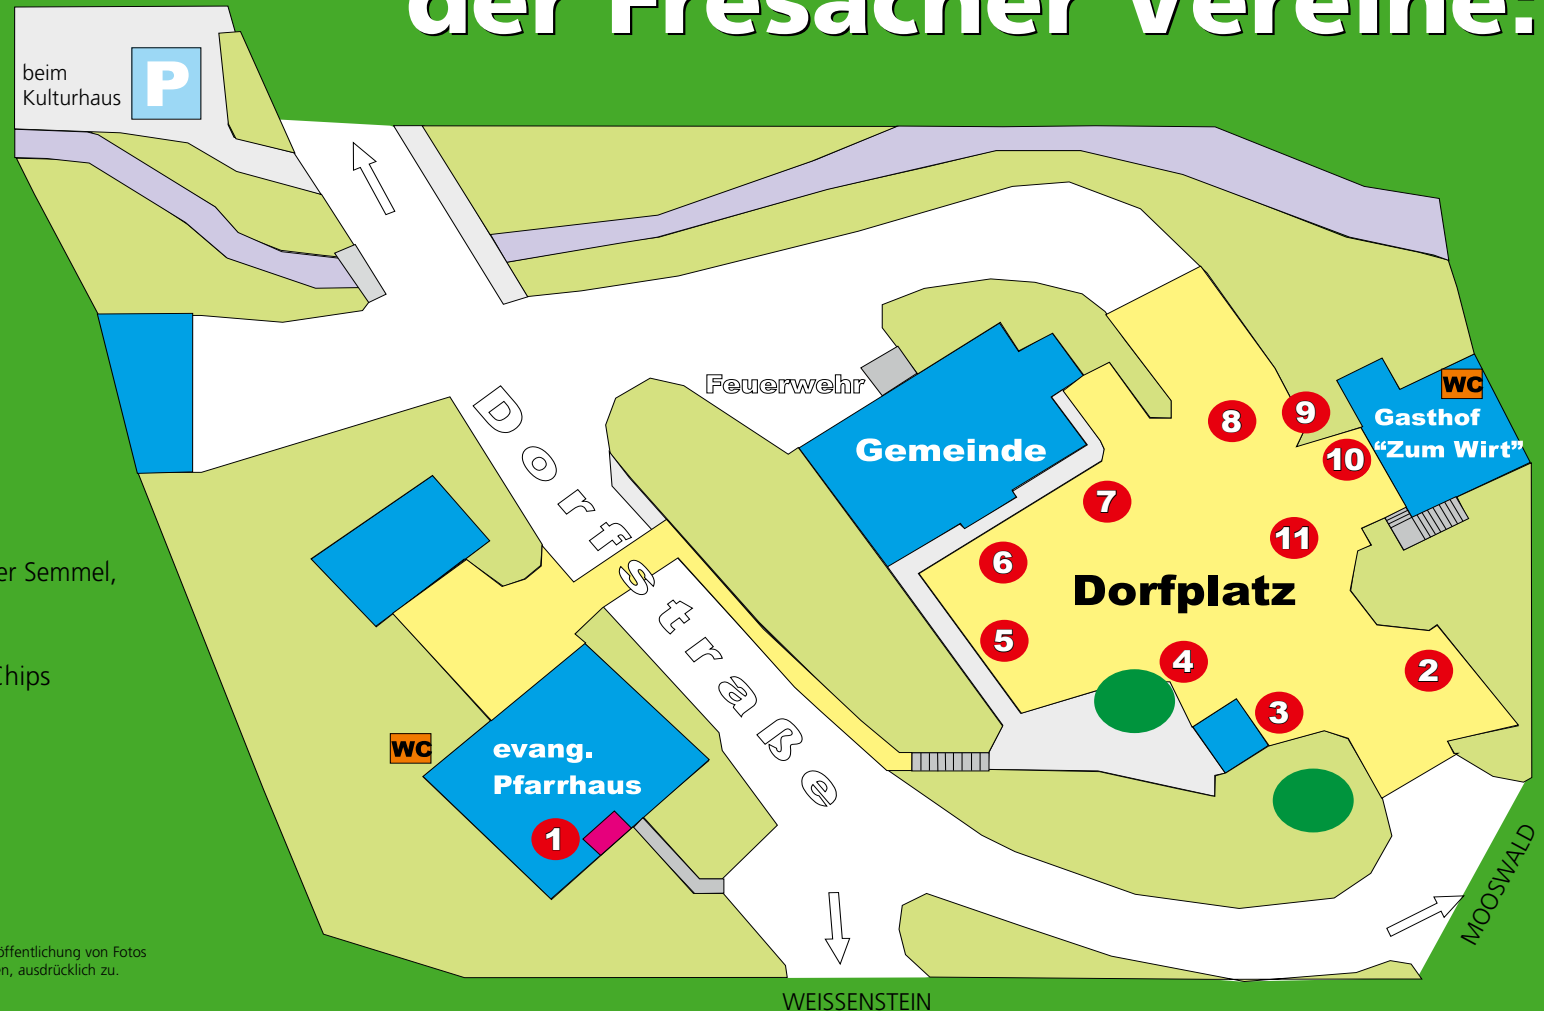 der Fresacher Vereine:
beim
Kulturhaus
P
Feuerwehr
Gemeinde
WC
Gasthof
“Zum Wirt”
8
9
10
7
11
6
5
Dorfplatz
4
2
3
Dorfstraße
er Semmel,
Chips
WC
evang.
Pfarrhaus
1
öffentlichung von Fotos
en, ausdrücklich zu.
MOOSWALD
WEISSENSTEIN